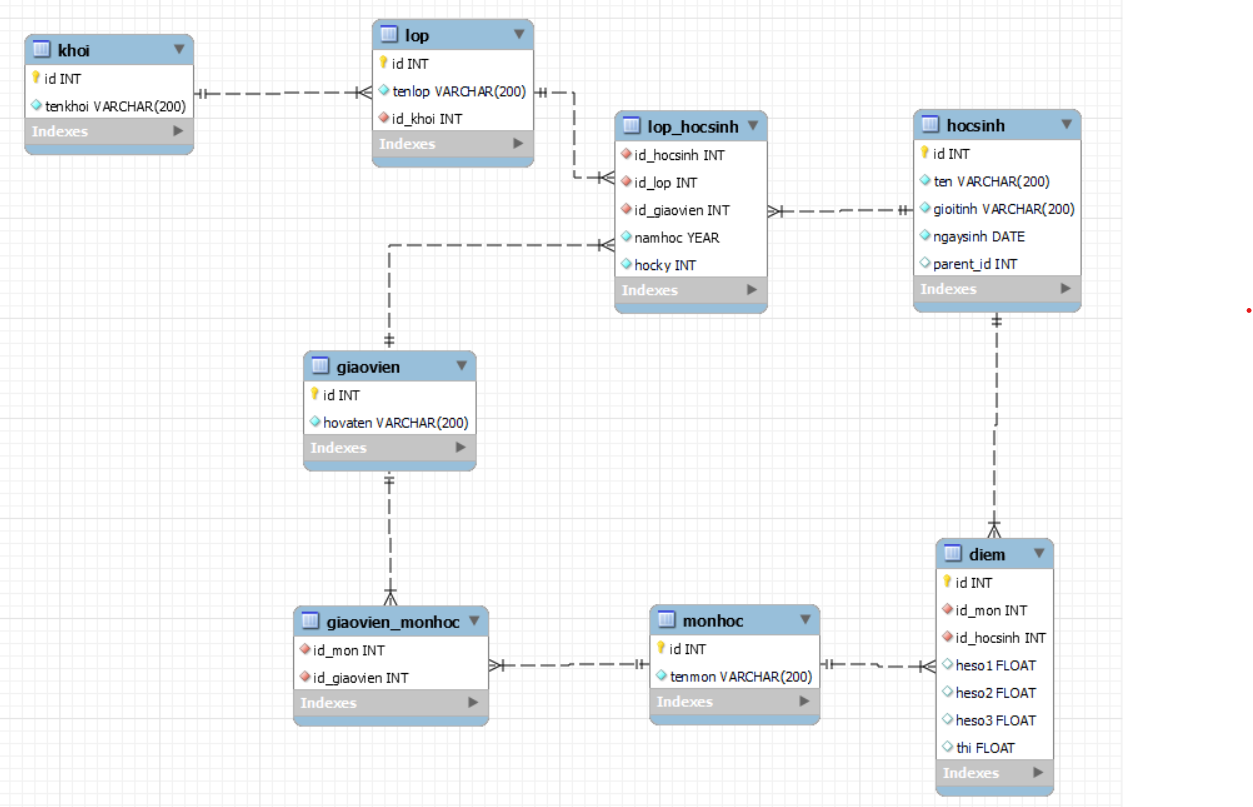 khoi
id INT
tenkhoi VARCHAR(200)
Indexes
lop
id INT
tenlop VARCHAR(200)
id_khoi INT
Indexes
lop_hocsinh
id_hocsinh INT
id_lop INT
id_giaovien INT
namhoc YEAR
hocky INT
Indexes
hocsinh
id INT
ten VARCHAR(200)
gioitinh VARCHAR(200)
ngaysinh DATE
parent_id INT
Indexes
giaovien
id INT
hovaten VARCHAR(200)
Indexes
giaovien_monhoc
id_mon INT
id_giaovien INT
Indexes
monhoc
id INT
tenmon VARCHAR(200)
Indexes
diem
id INT
id_mon INT
id_hocsinh INT
heso1 FLOAT
heso2 FLOAT
heso3 FLOAT
thi FLOAT
Indexes